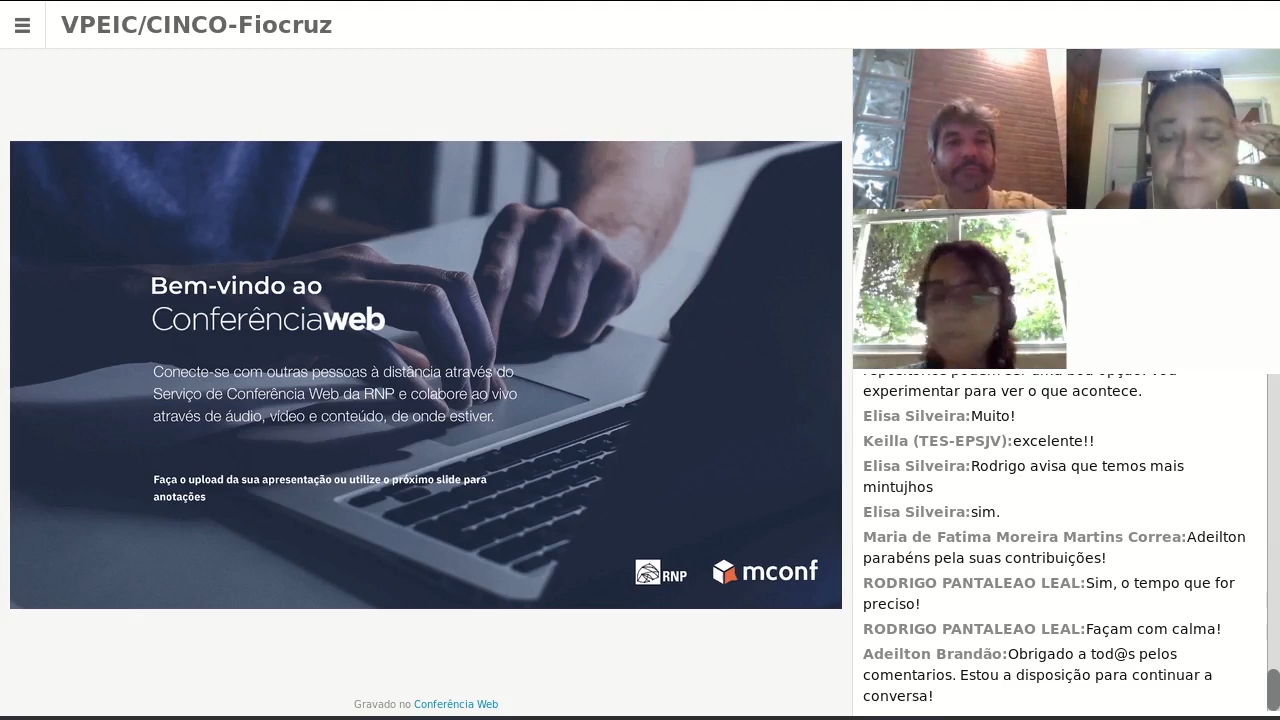 VPEIC/CINCO-Fiocruz
Bem-vindo ao
Conferênciaweb
Conecte-se com outras pessoas à distância através do
Serviço de Conferência Web da RNP e colabore ao vivo
através de áudio, vídeo e conteúdo, de onde estiver.
Faça o upload da sua apresentação ou utilize o próximo slide para
anotações
RNP
mconf
Gravado no Conferência Web
experimentar para ver o que acontece.
Elisa Silveira:Muito!
Keilla (TES-EPSJV):excelente!!
Elisa Silveira:Rodrigo avisa que temos mais
mintujhos
Elisa Silveira:sim.
Maria de Fatima Moreira Martins Correa:Adeilton
parabéns pela suas contribuições!
RODRIGO PANTALEAO LEAL:Sim, o tempo que for
preciso!
RODRIGO PANTALEAO LEAL:Façam com calma!
Adeilton Brandão:Obrigado a tod@s pelos
comentarios. Estou a disposição para continuar a
conversa!